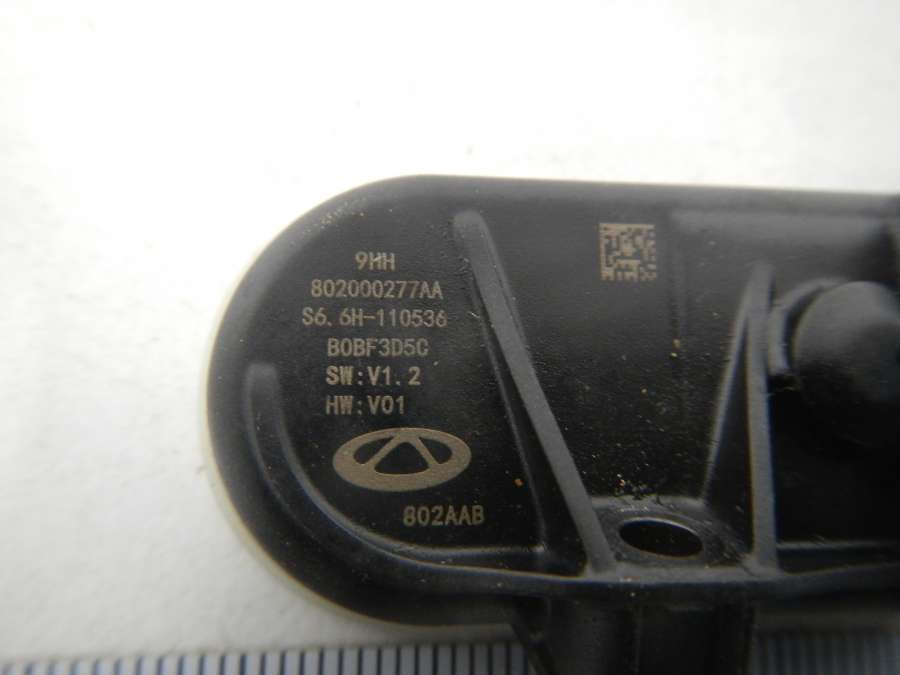 9HH
802000277AA
S6.6H-110536
B0BF3D5C
SW:V1.2
HW:V01
802AAB